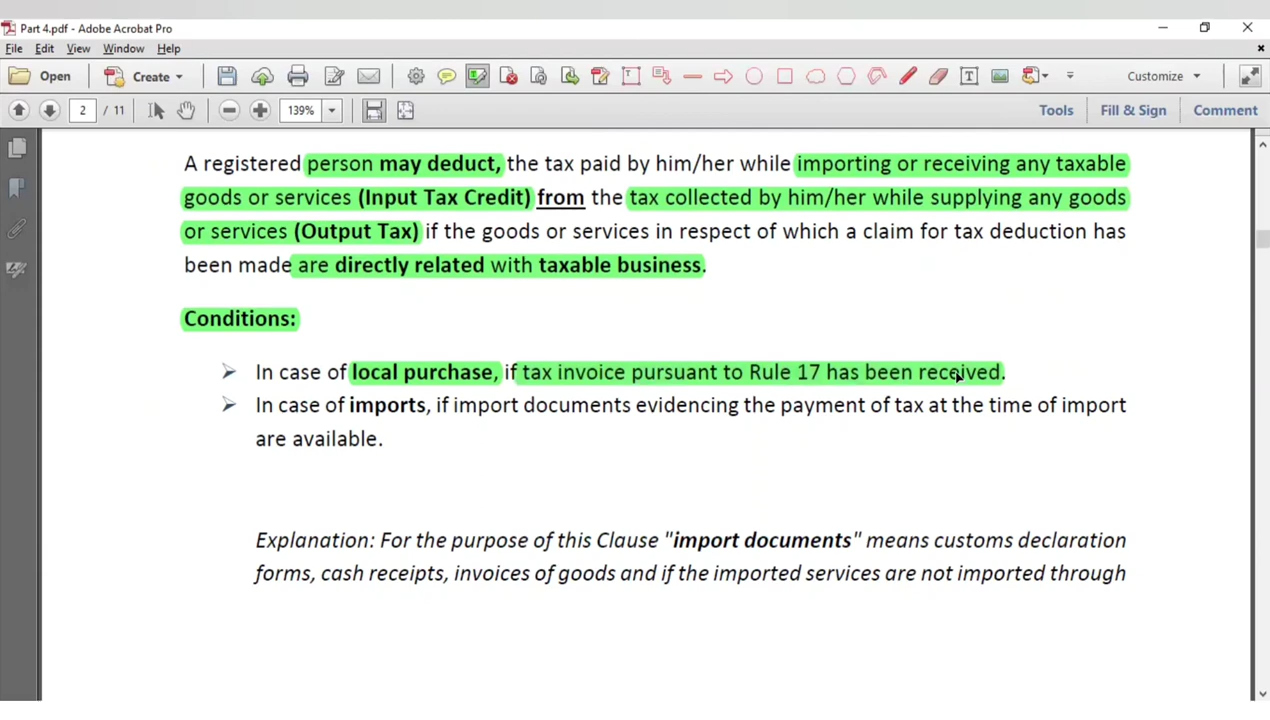 Part 4.pdf - Adobe Acrobat Pro
File Edit View Window Help
Open Create Customize
2 / 11 139% Tools Fill & Sign Comment
A registered person may deduct, the tax paid by him/her while importing or receiving any taxable
goods or services (Input Tax Credit) from the tax collected by him/her while supplying any goods
or services (Output Tax) if the goods or services in respect of which a claim for tax deduction has
been made are directly related with taxable business.
Conditions:
➢ In case of local purchase, if tax invoice pursuant to Rule 17 has been received.
➢ In case of imports, if import documents evidencing the payment of tax at the time of import
are available.
Explanation: For the purpose of this Clause "import documents" means customs declaration
forms, cash receipts, invoices of goods and if the imported services are not imported through